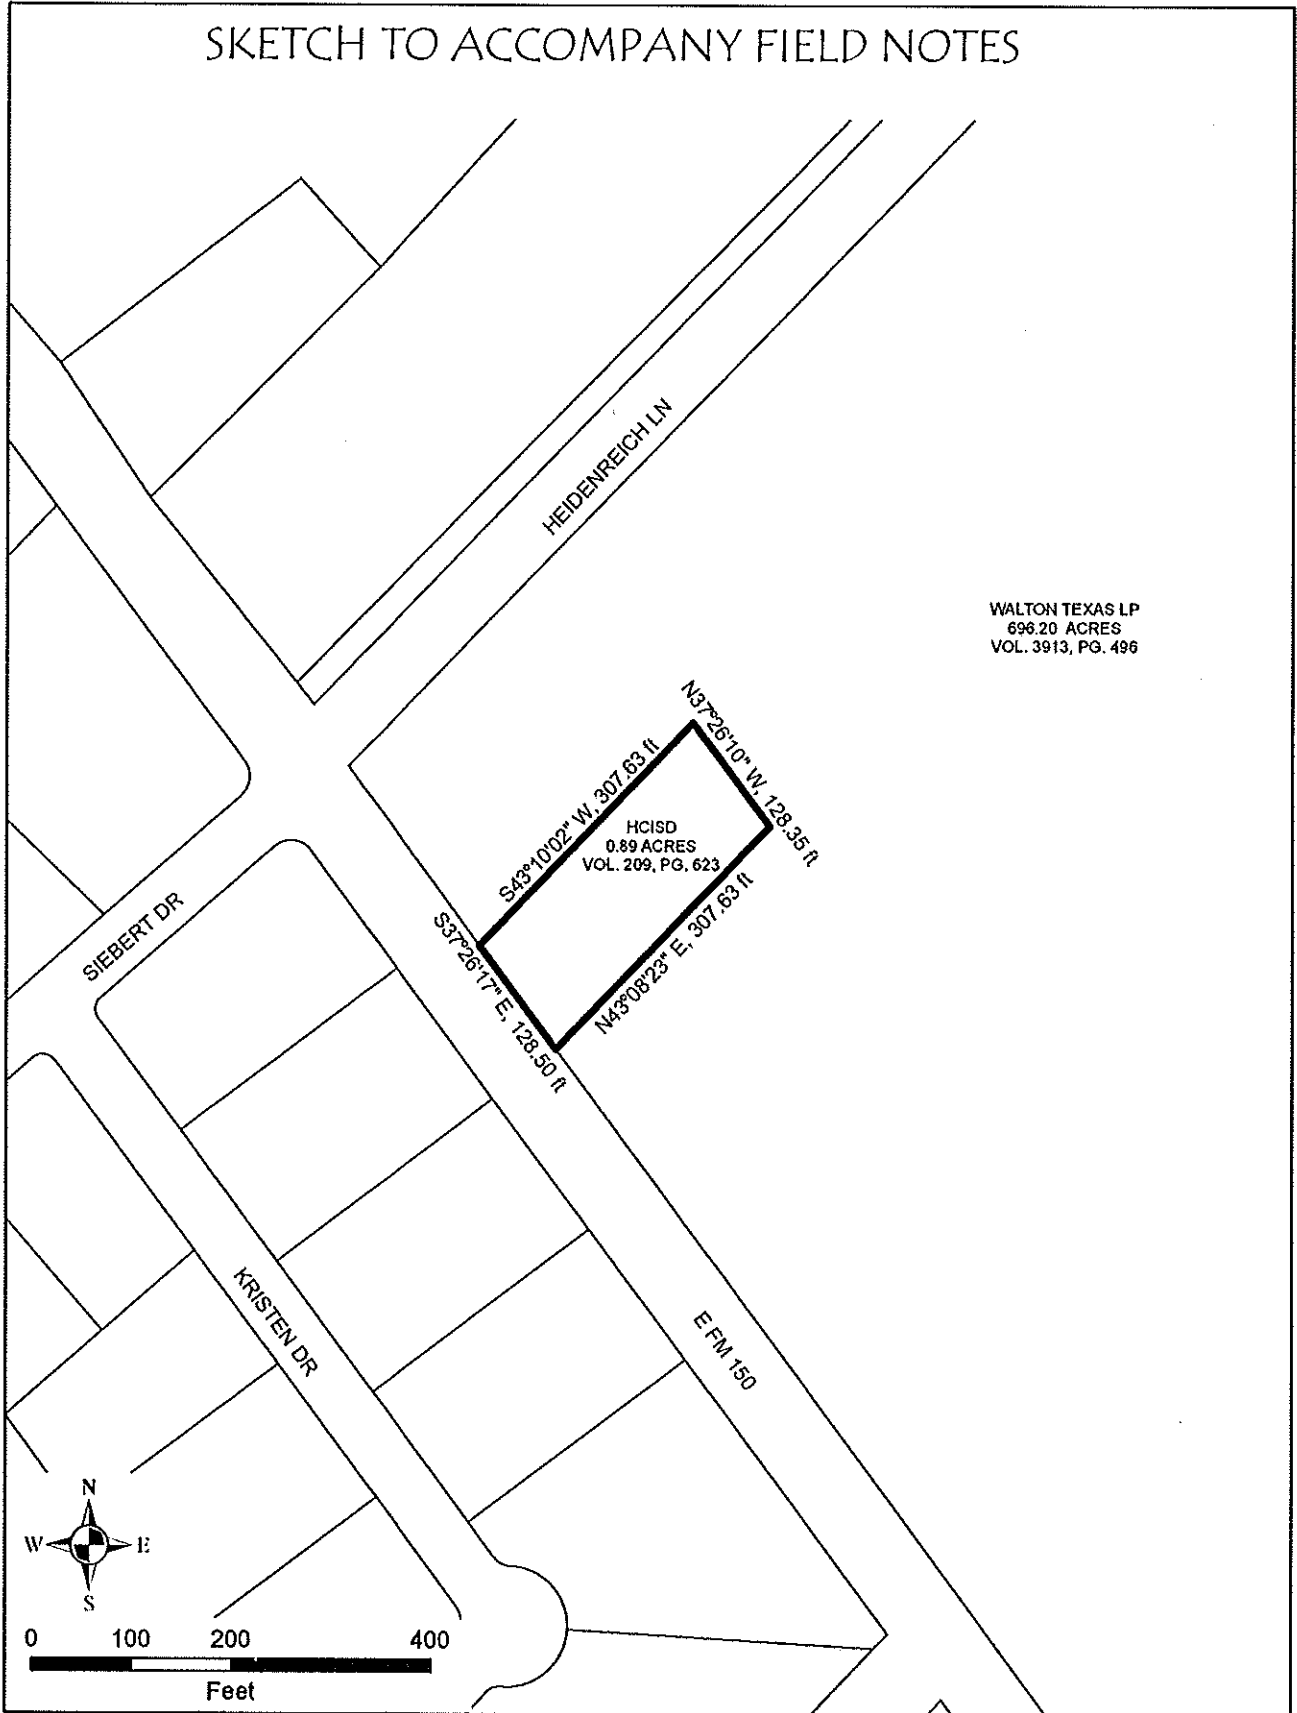 SKETCH TO ACCOMPANY FIELD NOTES
HEIDENREICH LN
WALTON TEXAS LP
696.20 ACRES
VOL. 3913, PG. 496
N37°26'10" W, 128.35 ft
S43°10'02" W, 307.63 ft
HCISD
0.89 ACRES
VOL. 209, PG. 623
N43°08'23" E, 307.63 ft
S37°26'17" E, 128.50 ft
SIEBERT DR
KRISTEN DR
E FM 150
N
W E
S
0 100 200 400
Feet